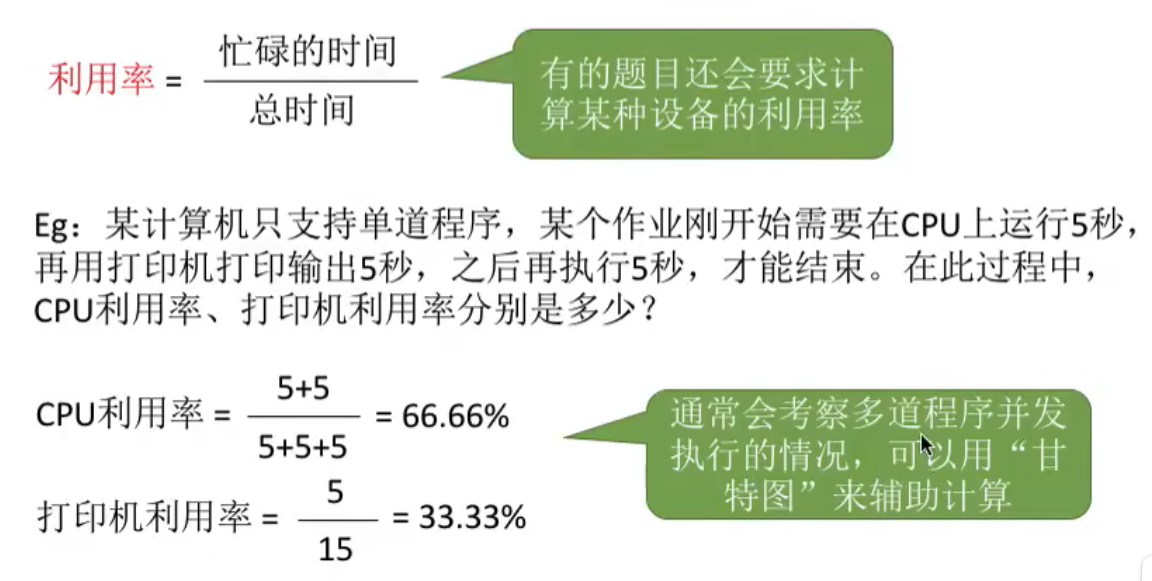 利用率 = 忙碌的时间
总时间
有的题目还会要求计
算某种设备的利用率
Eg：某计算机只支持单道程序，某个作业刚开始需要在CPU上运行5秒，
再用打印机打印输出5秒，之后再执行5秒，才能结束。在此过程中，
CPU利用率、打印机利用率分别是多少？
5+5
CPU利用率 = = 66.66%
5+5+5
通常会考察多道程序并发
执行的情况，可以用“甘
特图”来辅助计算
5
打印机利用率 = = 33.33%
15